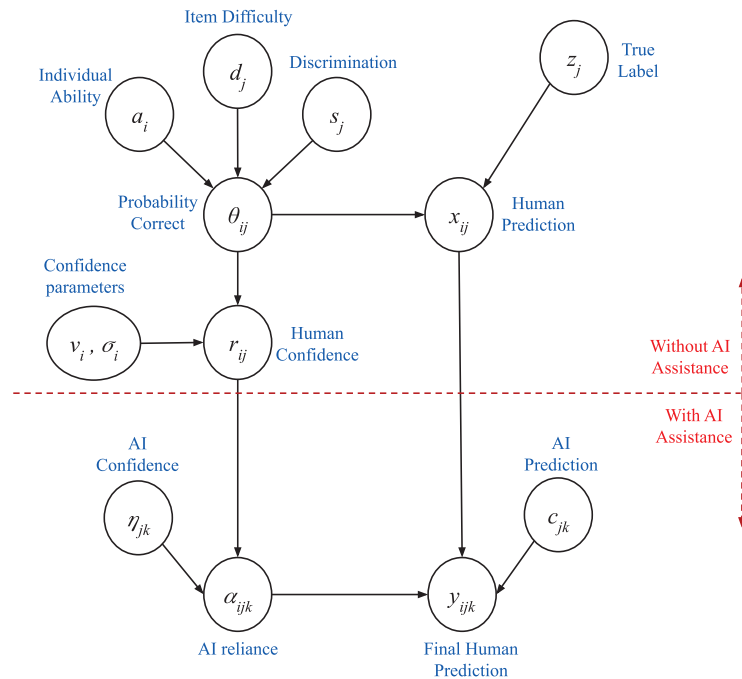 Item Difficulty
d_j
Individual
Ability
a_i
Discrimination
s_j
z_j
True
Label
Probability
Correct
θ_ij
x_ij
Human
Prediction
Confidence
parameters
v_i , σ_i
r_ij
Human
Confidence
Without AI
Assistance
With AI
Assistance
AI
Confidence
η_jk
AI
Prediction
c_jk
α_ijk
AI reliance
y_ijk
Final Human
Prediction